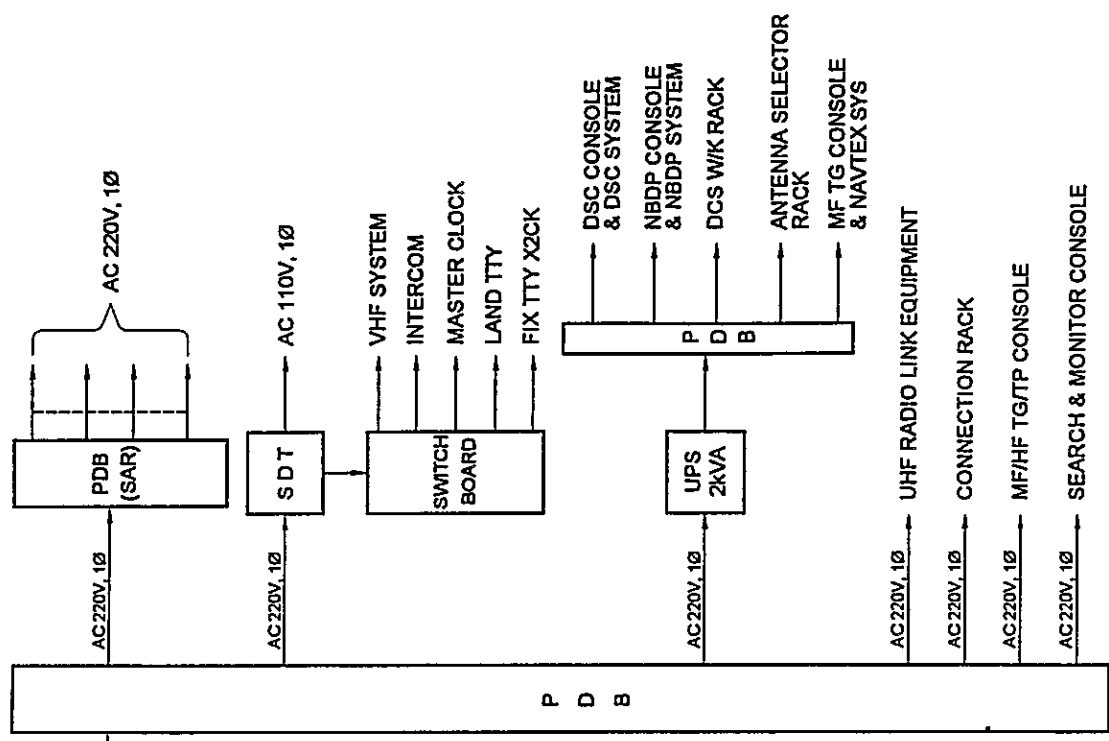 AC 220V, 1Ø
PDB
(SAR)
AC220V, 1Ø
AC 110V, 1Ø
S D T
AC220V, 1Ø
VHF SYSTEM
INTERCOM
MASTER CLOCK
LAND TTY
FIX TTY X2CK
SWITCH
BOARD
DSC CONSOLE
& DSC SYSTEM
NBDP CONSOLE
& NBDP SYSTEM
DCS W/K RACK
ANTENNA SELECTOR
RACK
MF TG CONSOLE
& NAVTEX SYS
P D B
UPS
2kVA
AC220V, 1Ø
UHF RADIO LINK EQUIPMENT
AC220V, 1Ø
CONNECTION RACK
AC220V, 1Ø
MF/HF TG/TP CONSOLE
AC220V, 1Ø
SEARCH & MONITOR CONSOLE
AC220V, 1Ø
P D B